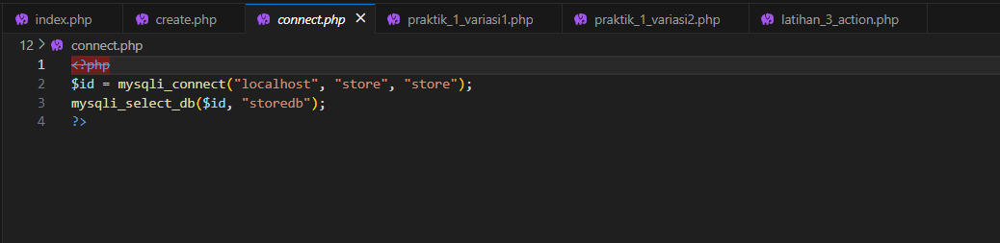 index.php create.php connect.php × praktik_1_variasi1.php praktik_1_variasi2.php latihan_3_action.php
12 > connect.php
1 <?php
2 $id = mysqli_connect("localhost", "store", "store");
3 mysqli_select_db($id, "storedb");
4 ?>